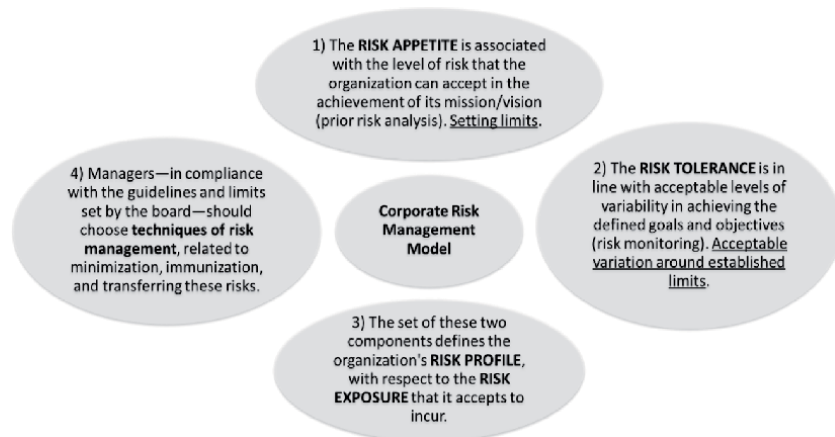 1) The RISK APPETITE is associated
with the level of risk that the
organization can accept in the
achievement of its mission/vision
(prior risk analysis). Setting limits.
2) The RISK TOLERANCE is in
line with acceptable levels of
variability in achieving the
defined goals and objectives
(risk monitoring). Acceptable
variation around established
limits.
3) The set of these two
components defines the
organization's RISK PROFILE,
with respect to the RISK
EXPOSURE that it accepts to
incur.
4) Managers—in compliance
with the guidelines and limits
set by the board—should
choose techniques of risk
management, related to
minimization, immunization,
and transferring these risks.
Corporate Risk
Management
Model